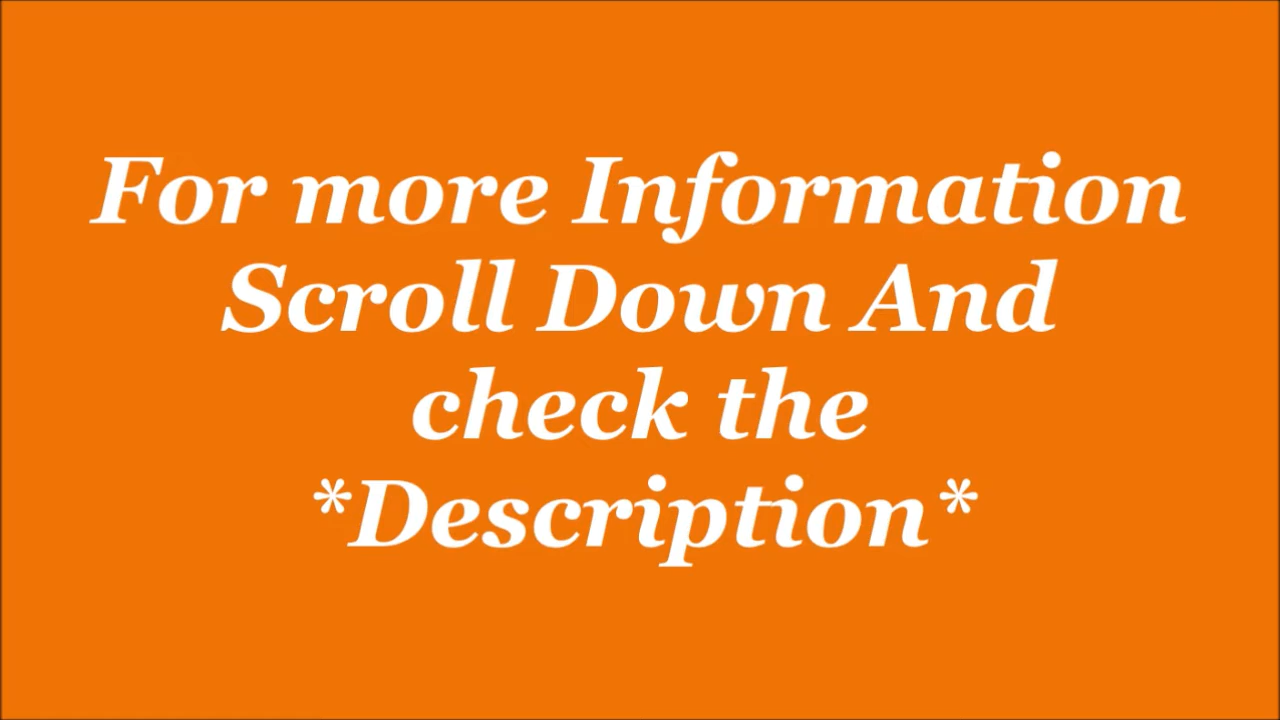 For more Information
Scroll Down And
check the
*Description*